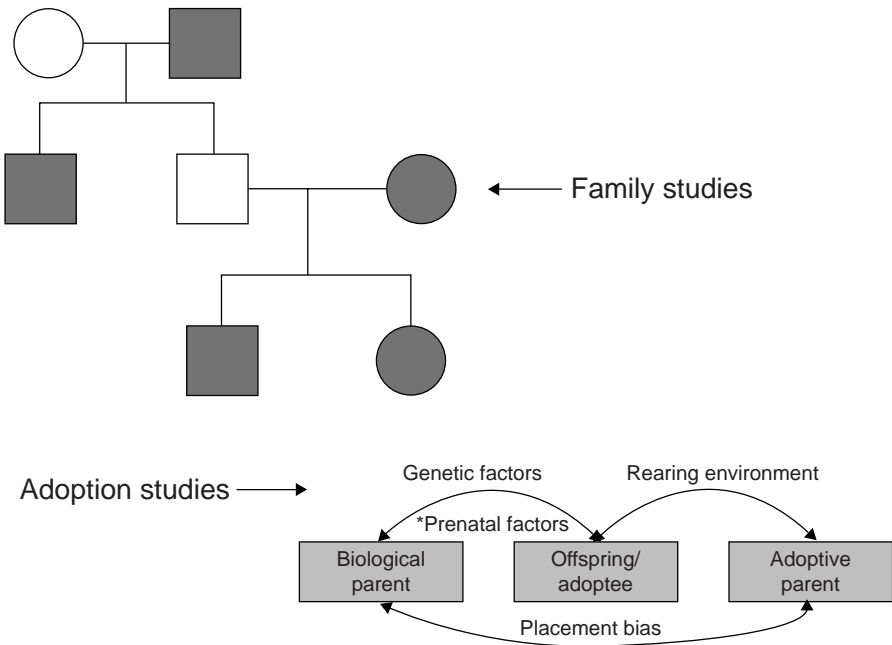 Family studies
Genetic factors
Rearing environment
Adoption studies
*Prenatal factors
Biological
parent
Offspring/
adoptee
Adoptive
parent
Placement bias